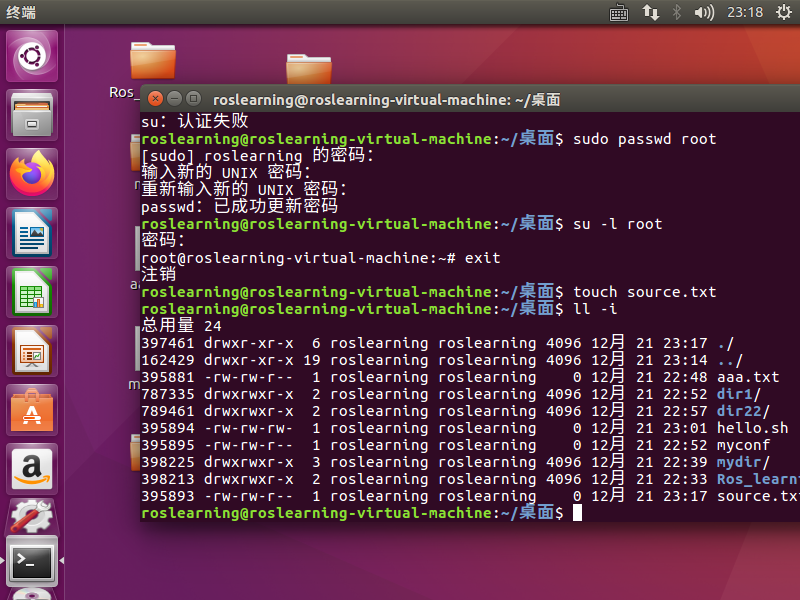 终端
23:18
Ros_
roslearning@roslearning-virtual-machine: ~/桌面
su：认证失败
roslearning@roslearning-virtual-machine:~/桌面$ sudo passwd root
[sudo] roslearning 的密码：
输入新的 UNIX 密码：
重新输入新的 UNIX 密码：
passwd：已成功更新密码
roslearning@roslearning-virtual-machine:~/桌面$ su -l root
密码：
root@roslearning-virtual-machine:~# exit
注销
roslearning@roslearning-virtual-machine:~/桌面$ touch source.txt
roslearning@roslearning-virtual-machine:~/桌面$ ll -i
总用量 24
397461 drwxr-xr-x  6 roslearning roslearning 4096 12月 21 23:17 ./
162429 drwxr-xr-x 19 roslearning roslearning 4096 12月 21 23:14 ../
395881 -rw-rw-r--  1 roslearning roslearning    0 12月 21 22:48 aaa.txt
787335 drwxrwxr-x  2 roslearning roslearning 4096 12月 21 22:52 dir1/
789461 drwxrwxr-x  2 roslearning roslearning 4096 12月 21 22:57 dir22/
395894 -rw-rw-rw-  1 roslearning roslearning    0 12月 21 23:01 hello.sh
395895 -rw-rw-r--  1 roslearning roslearning    0 12月 21 22:52 myconf
398225 drwxrwxr-x  3 roslearning roslearning 4096 12月 21 22:39 mydir/
398213 drwxrwxr-x  2 roslearning roslearning 4096 12月 21 22:33 Ros_learn
395893 -rw-rw-r--  1 roslearning roslearning    0 12月 21 23:17 source.txt
roslearning@roslearning-virtual-machine:~/桌面$